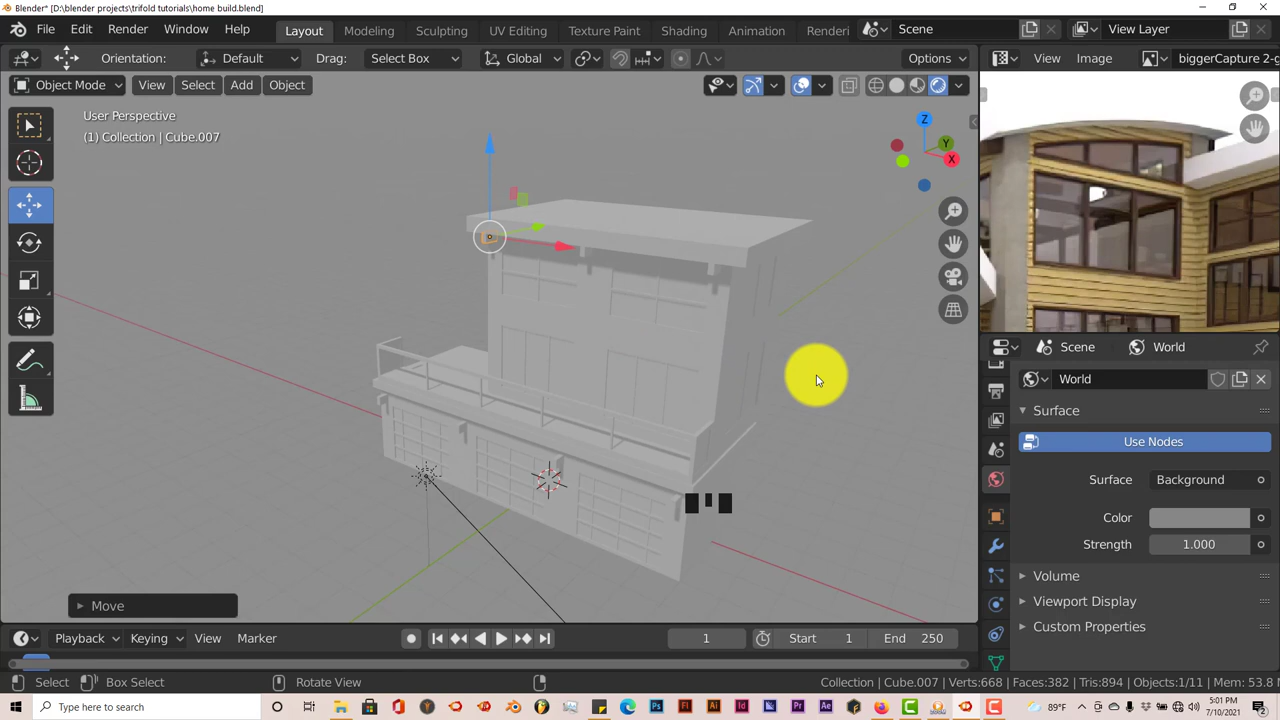 Blender* [D:\blender projects\trifold tutorials\home build.blend]
File Edit Render Window Help Layout Modeling Sculpting UV Editing Texture Paint Shading Animation Renderi Scene View Layer
Orientation: Default Drag: Select Box Global Options View Image biggerCapture 2-g
Object Mode View Select Add Object
User Perspective
(1) Collection | Cube.007
Z
Y
X
Scene World
World
Surface
Use Nodes
Surface Background
Color
Strength 1.000
Volume
Viewport Display
Custom Properties
Move
Playback Keying View Marker 1 Start 1 End 250
Select Box Select Rotate View Collection | Cube.007 | Verts:668 | Faces:382 | Tris:894 | Objects:1/11 | Mem: 53.8 M
Type here to search 89°F 5:01 PM
7/10/2021